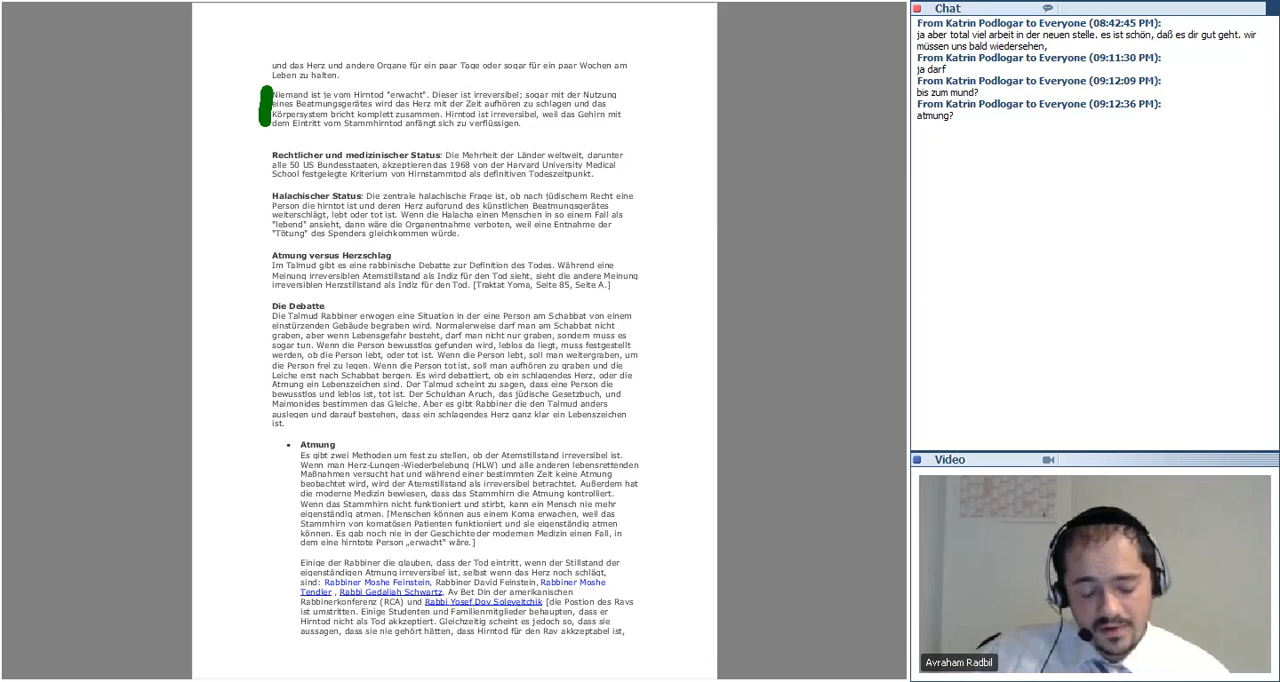 und das Herz und andere Organe für ein paar Tage oder sogar für ein paar Wochen am
Leben zu halten.
Niemand ist je vom Hirntod "erwacht". Dieser ist irreversibel; sogar mit der Nutzung
eines Beatmungsgerätes wird das Herz mit der Zeit aufhören zu schlagen und das
Körpersystem bricht komplett zusammen. Hirntod ist irreversibel, weil das Gehirn mit
dem Eintritt vom Stammhirntod anfängt sich zu verflüssigen.
Rechtlicher und medizinischer Status: Die Mehrheit der Länder weltweit, darunter
alle 50 US Bundesstaaten, akzeptieren das 1968 von der Harvard University Medical
School festgelegte Kriterium von Hirnstammtod als definitiven Todeszeitpunkt.
Halachischer Status: Die zentrale halachische Frage ist, ob nach jüdischem Recht eine
Person die hirntot ist und deren Herz aufgrund des künstlichen Beatmungsgerätes
weiterschlägt, lebt oder tot ist. Wenn die Halacha einen Menschen in so einem Fall als
"lebend" ansieht, dann wäre die Organentnahme verboten, weil eine Entnahme der
"Tötung" des Spenders gleichkommen würde.
Atmung versus Herzschlag
Im Talmud gibt es eine rabbinische Debatte zur Definition des Todes. Während eine
Meinung irreversiblen Atemstillstand als Indiz für den Tod sieht, sieht die andere Meinung
irreversiblen Herzstillstand als Indiz für den Tod. [Traktat Yoma, Seite 85, Seite A.]
Die Debatte
Die Talmud Rabbiner erwogen eine Situation in der eine Person am Schabbat von einem
einstürzenden Gebäude begraben wird. Normalerweise darf man am Schabbat nicht
graben, aber wenn Lebensgefahr besteht, darf man nicht nur graben, sondern muss es
sogar tun. Wenn die Person bewusstlos gefunden wird, leblos da liegt, muss festgestellt
werden, ob die Person lebt, oder tot ist. Wenn die Person lebt, soll man weitergraben, um
die Person frei zu legen. Wenn die Person tot ist, soll man aufhören zu graben und die
Leiche erst nach Schabbat bergen. Es wird debattiert, ob ein schlagendes Herz, oder die
Atmung ein Lebenszeichen sind. Der Talmud scheint zu sagen, dass eine Person die
bewusstlos und leblos ist, tot ist. Der Schulkhan Aruch, das jüdische Gesetzbuch, und
Maimonides bestimmen das Gleiche. Aber es gibt Rabbiner die den Talmud anders
auslegen und darauf bestehen, dass ein schlagendes Herz ganz klar ein Lebenszeichen
ist.
• Atmung
Es gibt zwei Methoden um fest zu stellen, ob der Atemstillstand irreversibel ist.
Wenn man Herz-Lungen-Wiederbelebung (HLW) und alle anderen lebensrettenden
Maßnahmen versucht hat und während einer bestimmten Zeit keine Atmung
beobachtet wird, wird der Atemstillstand als irreversibel betrachtet. Außerdem hat
die moderne Medizin bewiesen, dass das Stammhirn die Atmung kontrolliert.
Wenn das Stammhirn nicht funktioniert und stirbt, kann ein Mensch nie mehr
eigenständig atmen. [Menschen können aus einem Koma erwachen, weil das
Stammhirn von komatösen Patienten funktioniert und sie eigenständig atmen
können. Es gab noch nie in der Geschichte der modernen Medizin einen Fall, in
dem eine hirntote Person „erwacht“ wäre.]
Einige der Rabbiner die glauben, dass der Tod eintritt, wenn der Stillstand der
eigenständigen Atmung irreversibel ist, selbst wenn das Herz noch schlägt,
sind: Rabbiner Moshe Feinstein, Rabbiner David Feinstein, Rabbiner Moshe
Tendler , Rabbi Gedaliah Schwartz, Av Bet Din der amerikanischen
Rabbinerkonferenz (RCA) und Rabbi Yosef Dov Soleveitchik [die Postion des Ravs
ist umstritten. Einige Studenten und Familienmitglieder behaupten, dass er
Hirntod nicht als Tod akkzeptiert. Gleichzeitig scheint es jedoch so, dass sie
aussagen, dass sie nie gehört hätten, dass Hirntod für den Rav akkzeptabel ist,
Chat
From Katrin Podlogar to Everyone (08:42:45 PM):
ja aber total viel arbeit in der neuen stelle. es ist schön, daß es dir gut geht. wir
müssen uns bald wiedersehen,
From Katrin Podlogar to Everyone (09:11:30 PM):
ja darf
From Katrin Podlogar to Everyone (09:12:09 PM):
bis zum mund?
From Katrin Podlogar to Everyone (09:12:36 PM):
atmung?
Video
Avraham Radbil